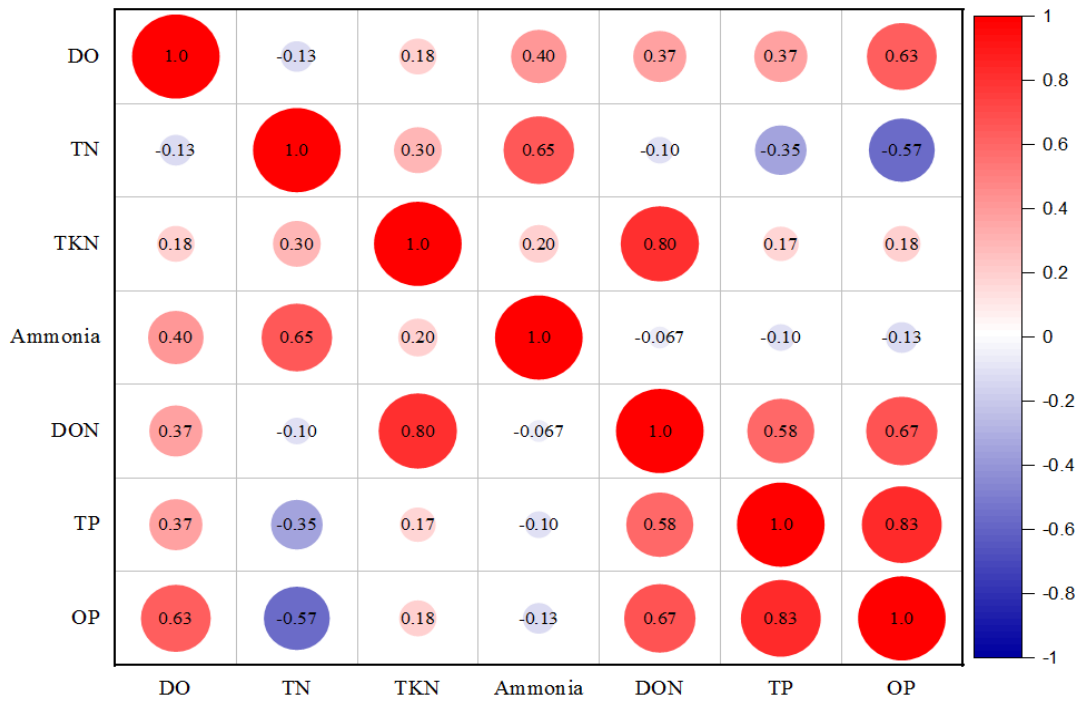 DO 1.0 -0.13 0.18 0.40 0.37 0.37 0.63
TN -0.13 1.0 0.30 0.65 -0.10 -0.35 -0.57
TKN 0.18 0.30 1.0 0.20 0.80 0.17 0.18
Ammonia 0.40 0.65 0.20 1.0 -0.067 -0.10 -0.13
DON 0.37 -0.10 0.80 -0.067 1.0 0.58 0.67
TP 0.37 -0.35 0.17 -0.10 0.58 1.0 0.83
OP 0.63 -0.57 0.18 -0.13 0.67 0.83 1.0
DO TN TKN Ammonia DON TP OP
1
0.8
0.6
0.4
0.2
0
-0.2
-0.4
-0.6
-0.8
-1